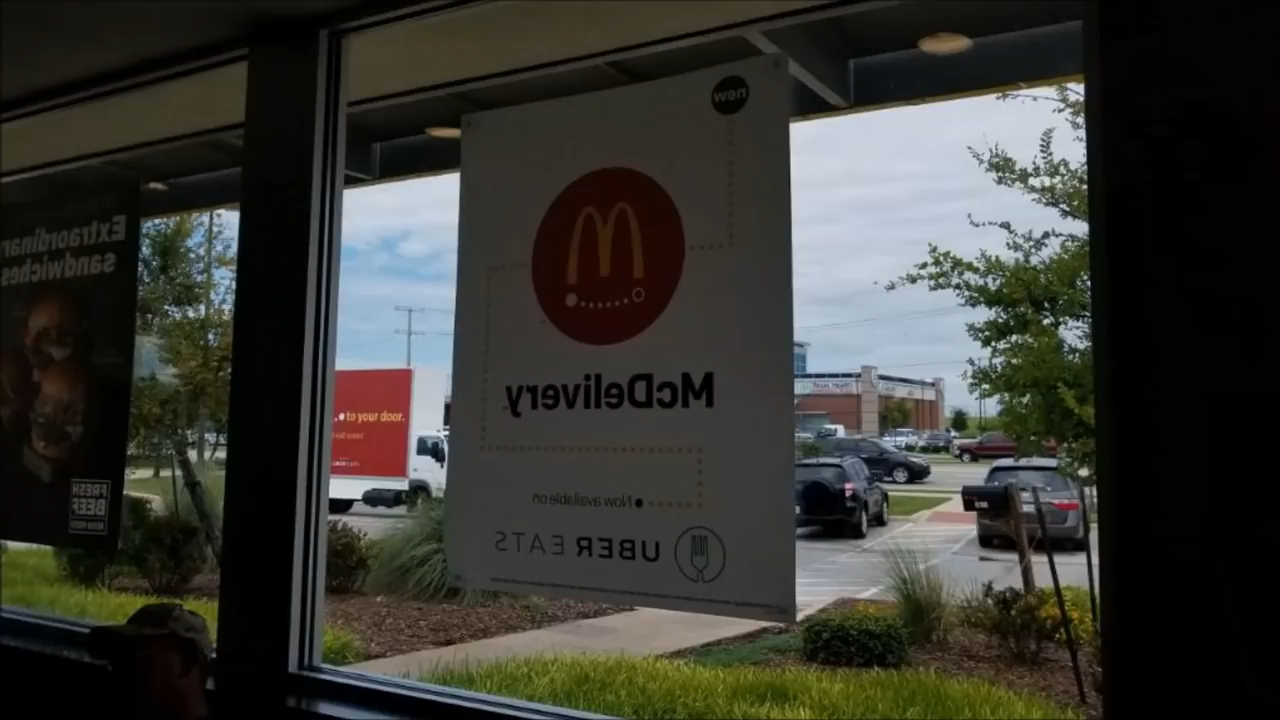 Extraordinar
sandwiches
FRESH
BEEF
to your door.
new
McDelivery
Now available on
UBER EATS